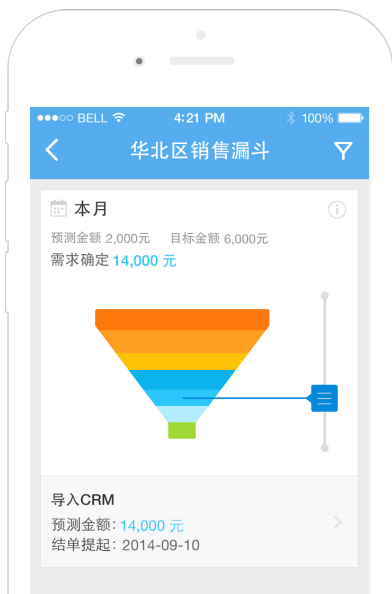 BELL 4:21 PM 100%
华北区销售漏斗
本月
预测金额 2,000元 目标金额 6,000元
需求确定 14,000 元
导入CRM
预测金额: 14,000 元
结单提起: 2014-09-10